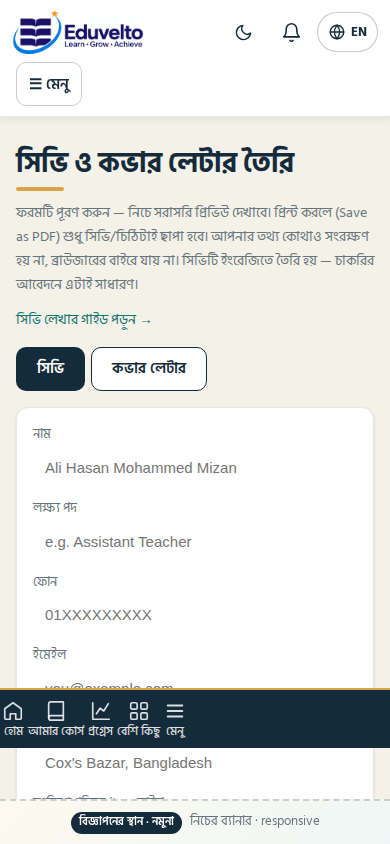 Eduvelto
Learn • Grow • Achieve
EN
☰ মেনু
সিভি ও কভার লেটার তৈরি
ফরমটি পূরণ করুন — নিচে সরাসরি প্রিভিউ দেখাবে। প্রিন্ট করলে (Save
as PDF) শুধু সিভি/চিঠিটাই ছাপা হবে। আপনার তথ্য কোথাও সংরক্ষণ
হয় না, ব্রাউজারের বাইরে যায় না। সিভিটি ইংরেজিতে তৈরি হয় — চাকরির
আবেদনে এটাই সাধারণ।
সিভি লেখার গাইড পড়ুন →
সিভি
কভার লেটার
নাম
Ali Hasan Mohammed Mizan
লক্ষ্য পদ
e.g. Assistant Teacher
ফোন
01XXXXXXXXX
ইমেইল
হোম
আমার কোর্স
প্রগ্রেস
বেশি কিছু
মেনু
Cox's Bazar, Bangladesh
বিজ্ঞাপনের স্থান · নমুনা
নিচের ব্যানার · responsive